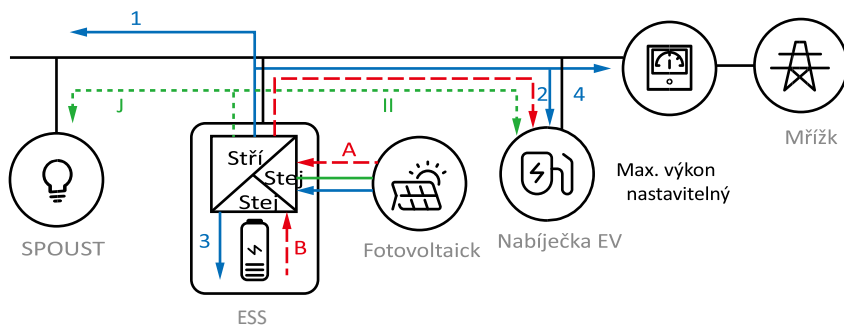 1
2
4
J
II
Mřížk
A
Stří
Stej
Stej
Max. výkon
nastavitelný
3
B
SPOUST
Fotovoltaick
Nabíječka EV
ESS